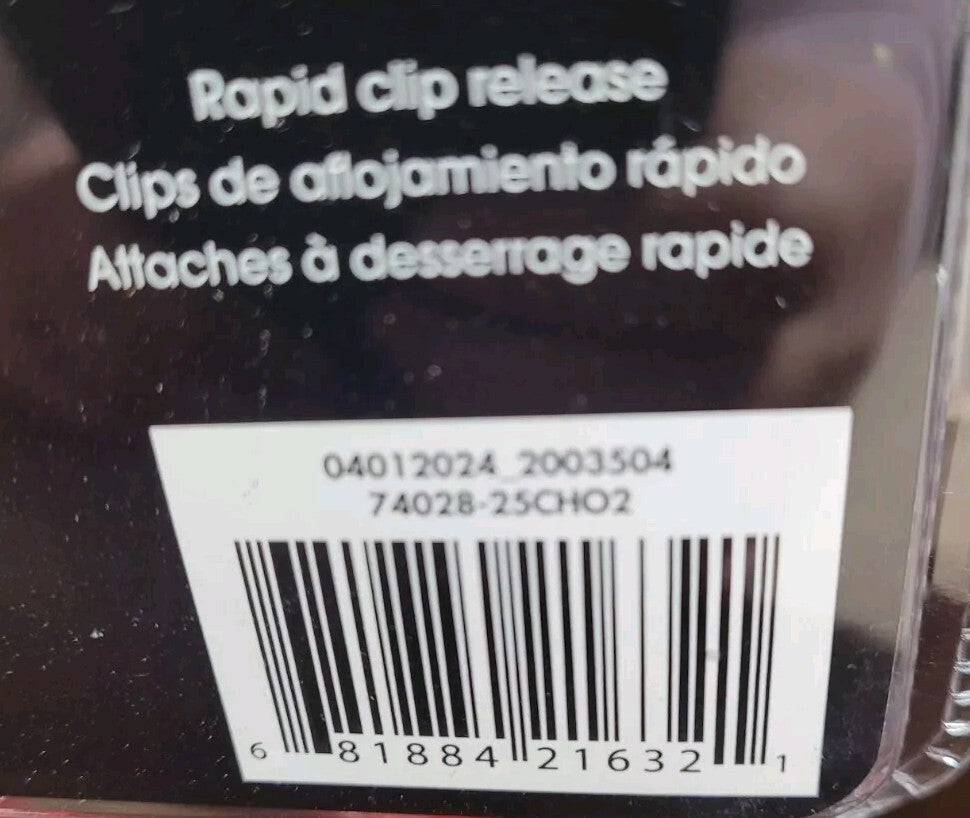 Rapid clip release
Clips de aflojamiento rápido
Attaches à desserrage rapide
04012024_2003504
74028-25CHO2
6 81884 21632 1